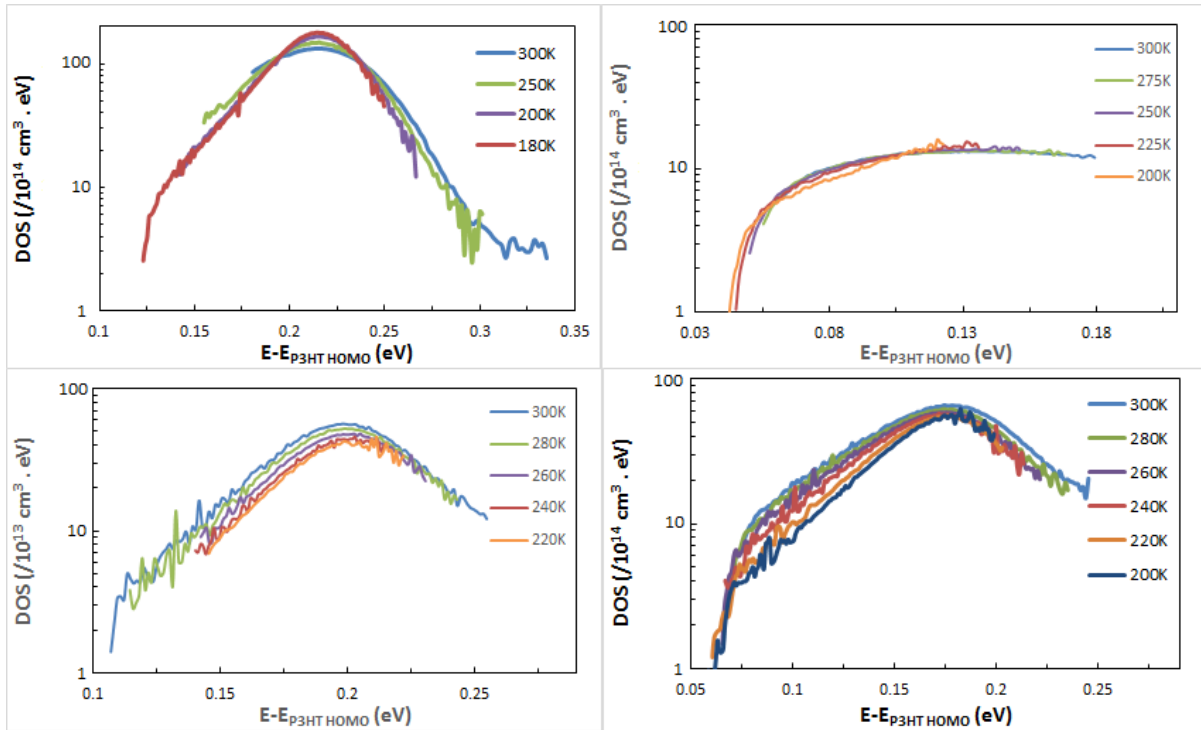 DOS (/10¹⁴ cm³ . eV)
100
10
1
0.1
0.15
0.2
0.25
0.3
0.35
E-E_P3HT HOMO (eV)
300K
250K
200K
180K
DOS (/10¹⁴ cm³ . eV)
100
10
1
0.03
0.08
0.13
0.18
E-E_P3HT HOMO (eV)
300K
275K
250K
225K
200K
DOS (/10¹³ cm³ . eV)
100
10
1
0.1
0.15
0.2
0.25
E-E_P3HT HOMO (eV)
300K
280K
260K
240K
220K
DOS (/10¹⁴ cm³ . eV)
100
10
1
0.05
0.1
0.15
0.2
0.25
E-E_P3HT HOMO (eV)
300K
280K
260K
240K
220K
200K